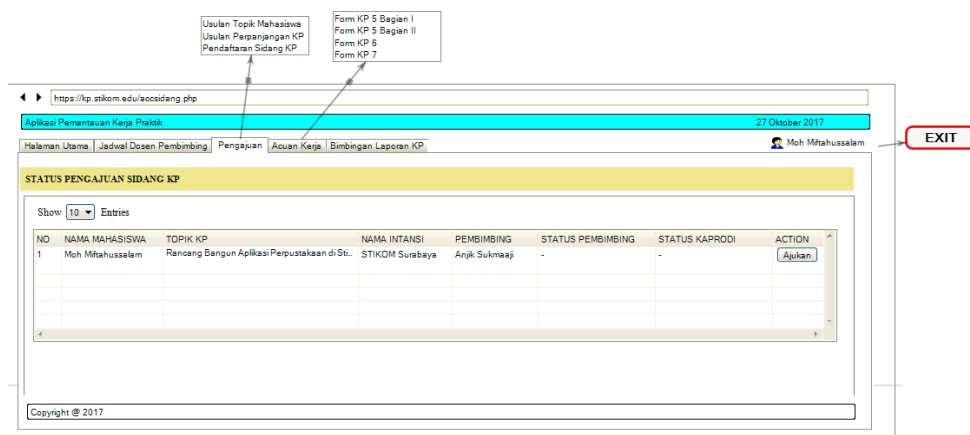 Usulan Topik Mahasiswa
Usulan Perpanjangan KP
Pendaftaran Sidang KP
Form KP 5 Bagian I
Form KP 5 Bagian II
Form KP 6
Form KP 7
https://kp.stikom.edu/accsidang.php
Aplikasi Pemantauan Kerja Praktik 27 Oktober 2017
Halaman Utama Jadwal Dosen Pembimbing Pengajuan Acuan Kerja Bimbingan Laporan KP Moh Miftahussalam
EXIT
STATUS PENGAJUAN SIDANG KP
Show 10 Entries
NO NAMA MAHASISWA TOPIK KP NAMA INTANSI PEMBIMBING STATUS PEMBIMBING STATUS KAPRODI ACTION
1 Moh Miftahussalam Rancang Bangun Aplikasi Perpustakaan di Sti.. STIKOM Surabaya Anjik Sukmaaji - - Ajukan
Copyright @ 2017